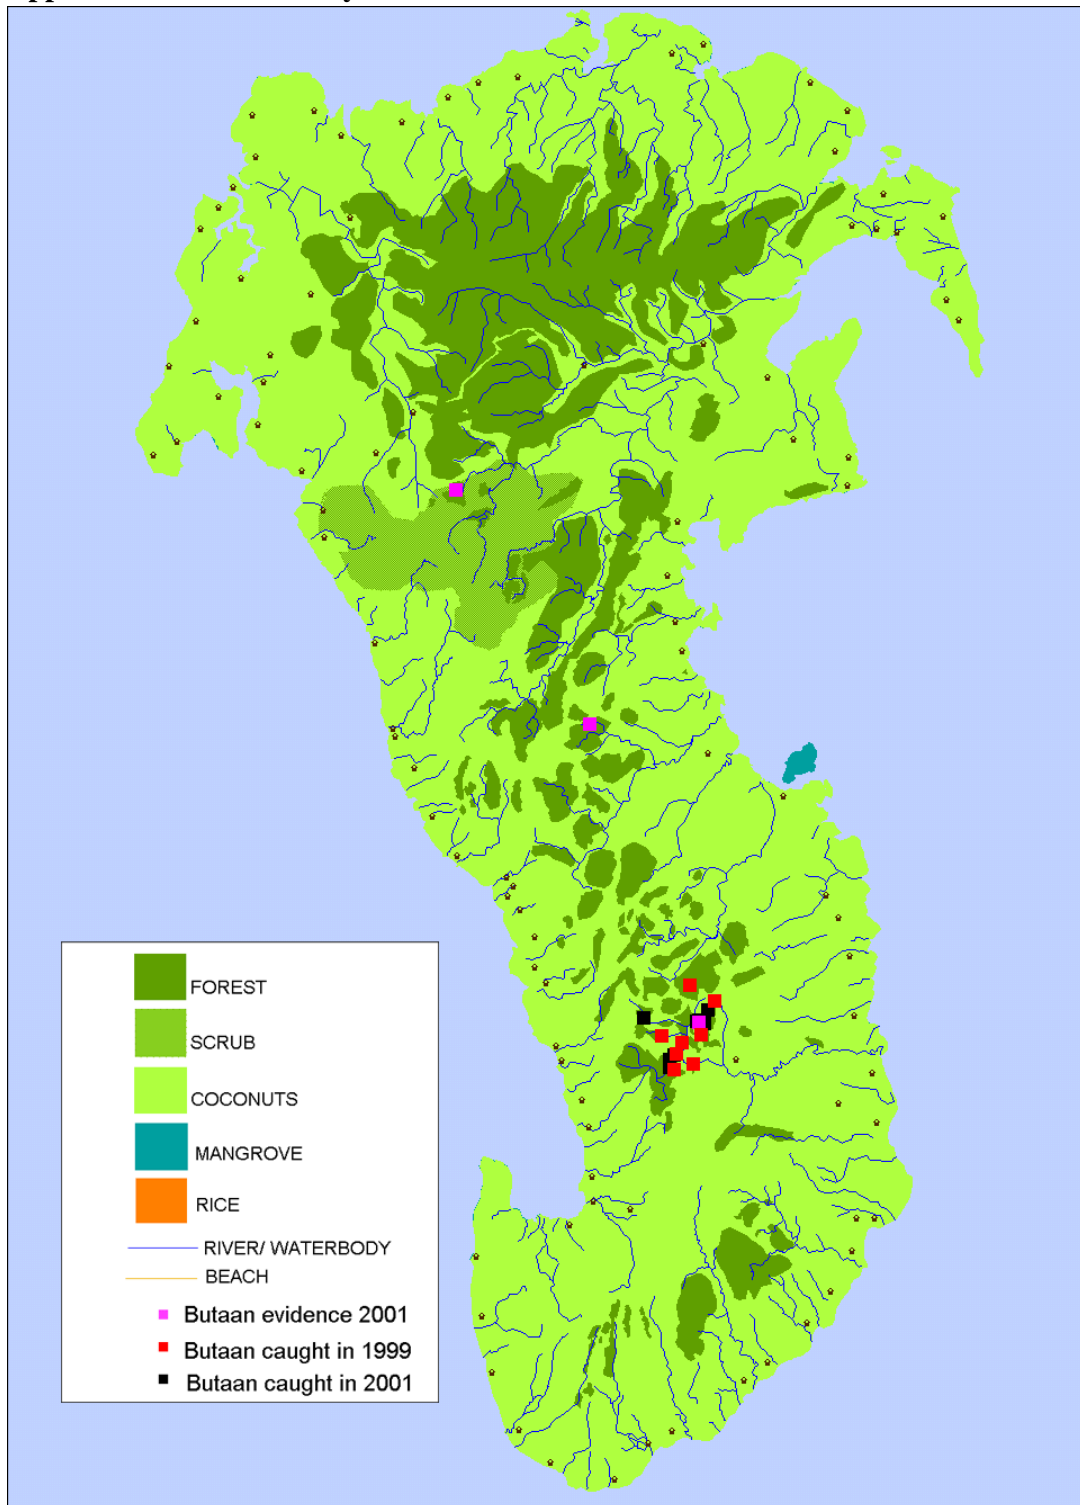 FOREST
SCRUB
COCONUTS
MANGROVE
RICE
RIVER/ WATERBODY
BEACH
Butaan evidence 2001
Butaan caught in 1999
Butaan caught in 2001